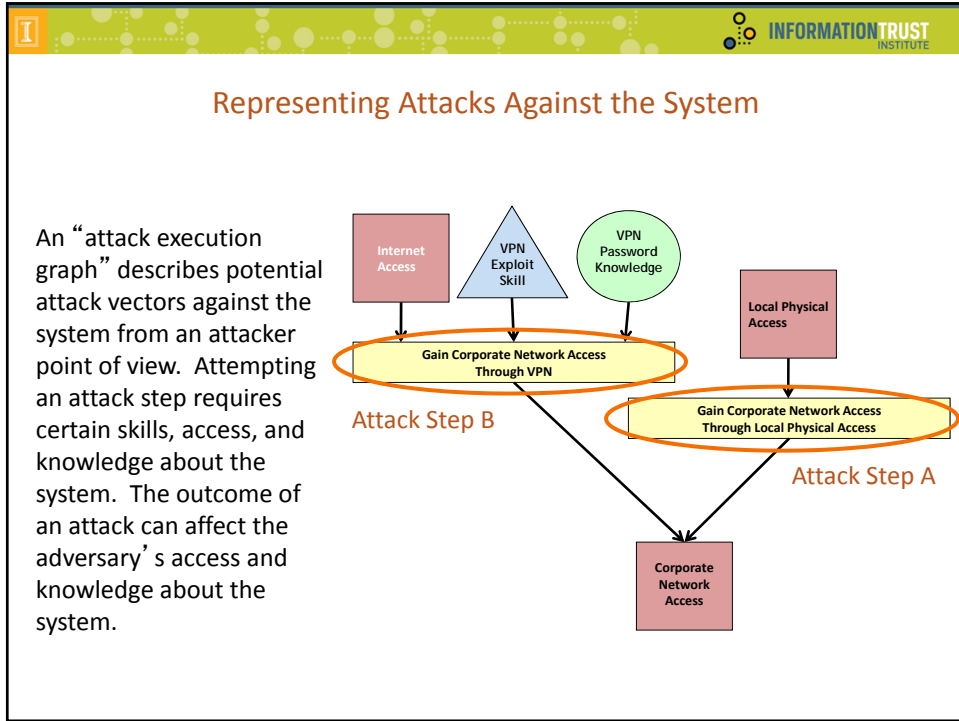 I
INFORMATIONTRUST
INSTITUTE
Representing Attacks Against the System
An “attack execution
graph” describes potential
attack vectors against the
system from an attacker
point of view.  Attempting
an attack step requires
certain skills, access, and
knowledge about the
system.  The outcome of
an attack can affect the
adversary’s access and
knowledge about the
system.
Internet
Access
VPN
Exploit
Skill
VPN
Password
Knowledge
Local Physical
Access
Gain Corporate Network Access
Through VPN
Attack Step B
Gain Corporate Network Access
Through Local Physical Access
Attack Step A
Corporate
Network
Access